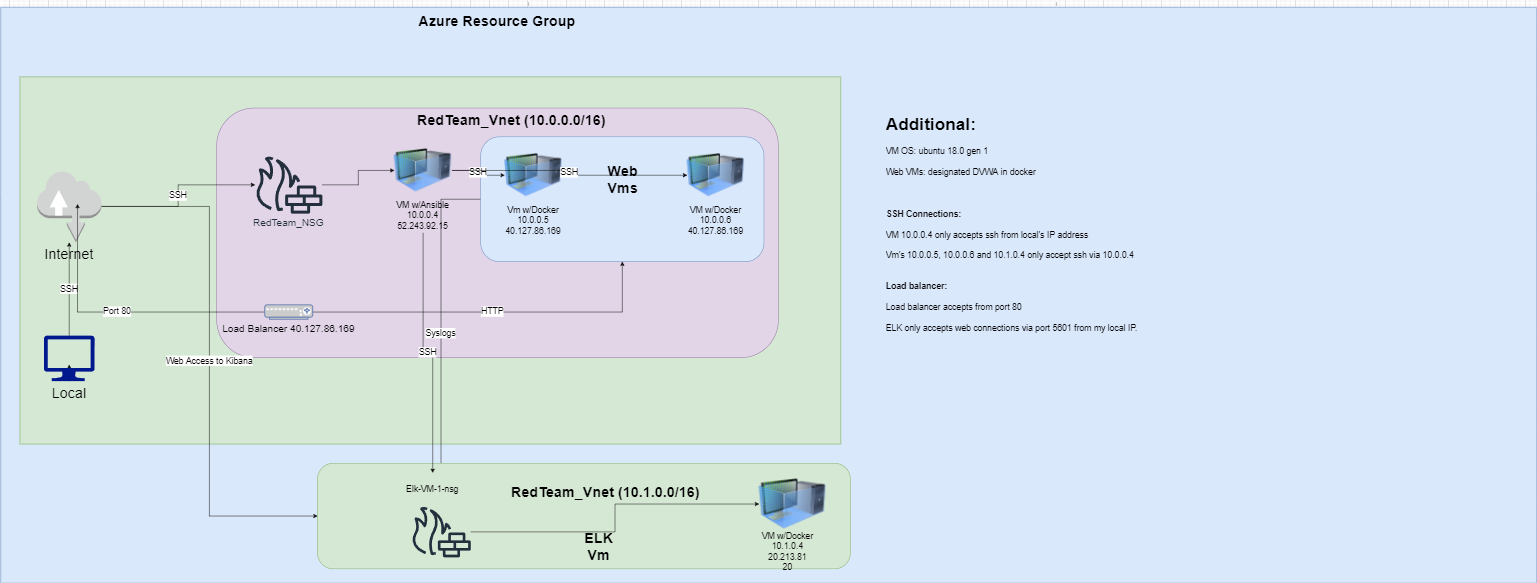 Azure Resource Group
RedTeam_Vnet (10.0.0.0/16)
Internet
SSH
RedTeam_NSG
VM w/Ansible
10.0.0.4
52.243.92.15
SSH
Vm w/Docker
10.0.0.5
40.127.86.169
SSH
Web
Vms
VM w/Docker
10.0.0.6
40.127.86.169
SSH
Port 80
Load Balancer 40.127.86.169
HTTP
Syslogs
SSH
Web Access to Kibana
Local
Elk-VM-1-nsg
RedTeam_Vnet (10.1.0.0/16)
ELK
Vm
VM w/Docker
10.1.0.4
20.213.81
20
Additional:
VM OS: ubuntu 18.0 gen 1
Web VMs: designated DVWA in docker
SSH Connections:
VM 10.0.0.4 only accepts ssh from local's IP address
Vm's 10.0.0.5, 10.0.0.6 and 10.1.0.4 only accept ssh via 10.0.0.4
Load balancer:
Load balancer accepts from port 80
ELK only accepts web connections via port 5601 from my local IP.